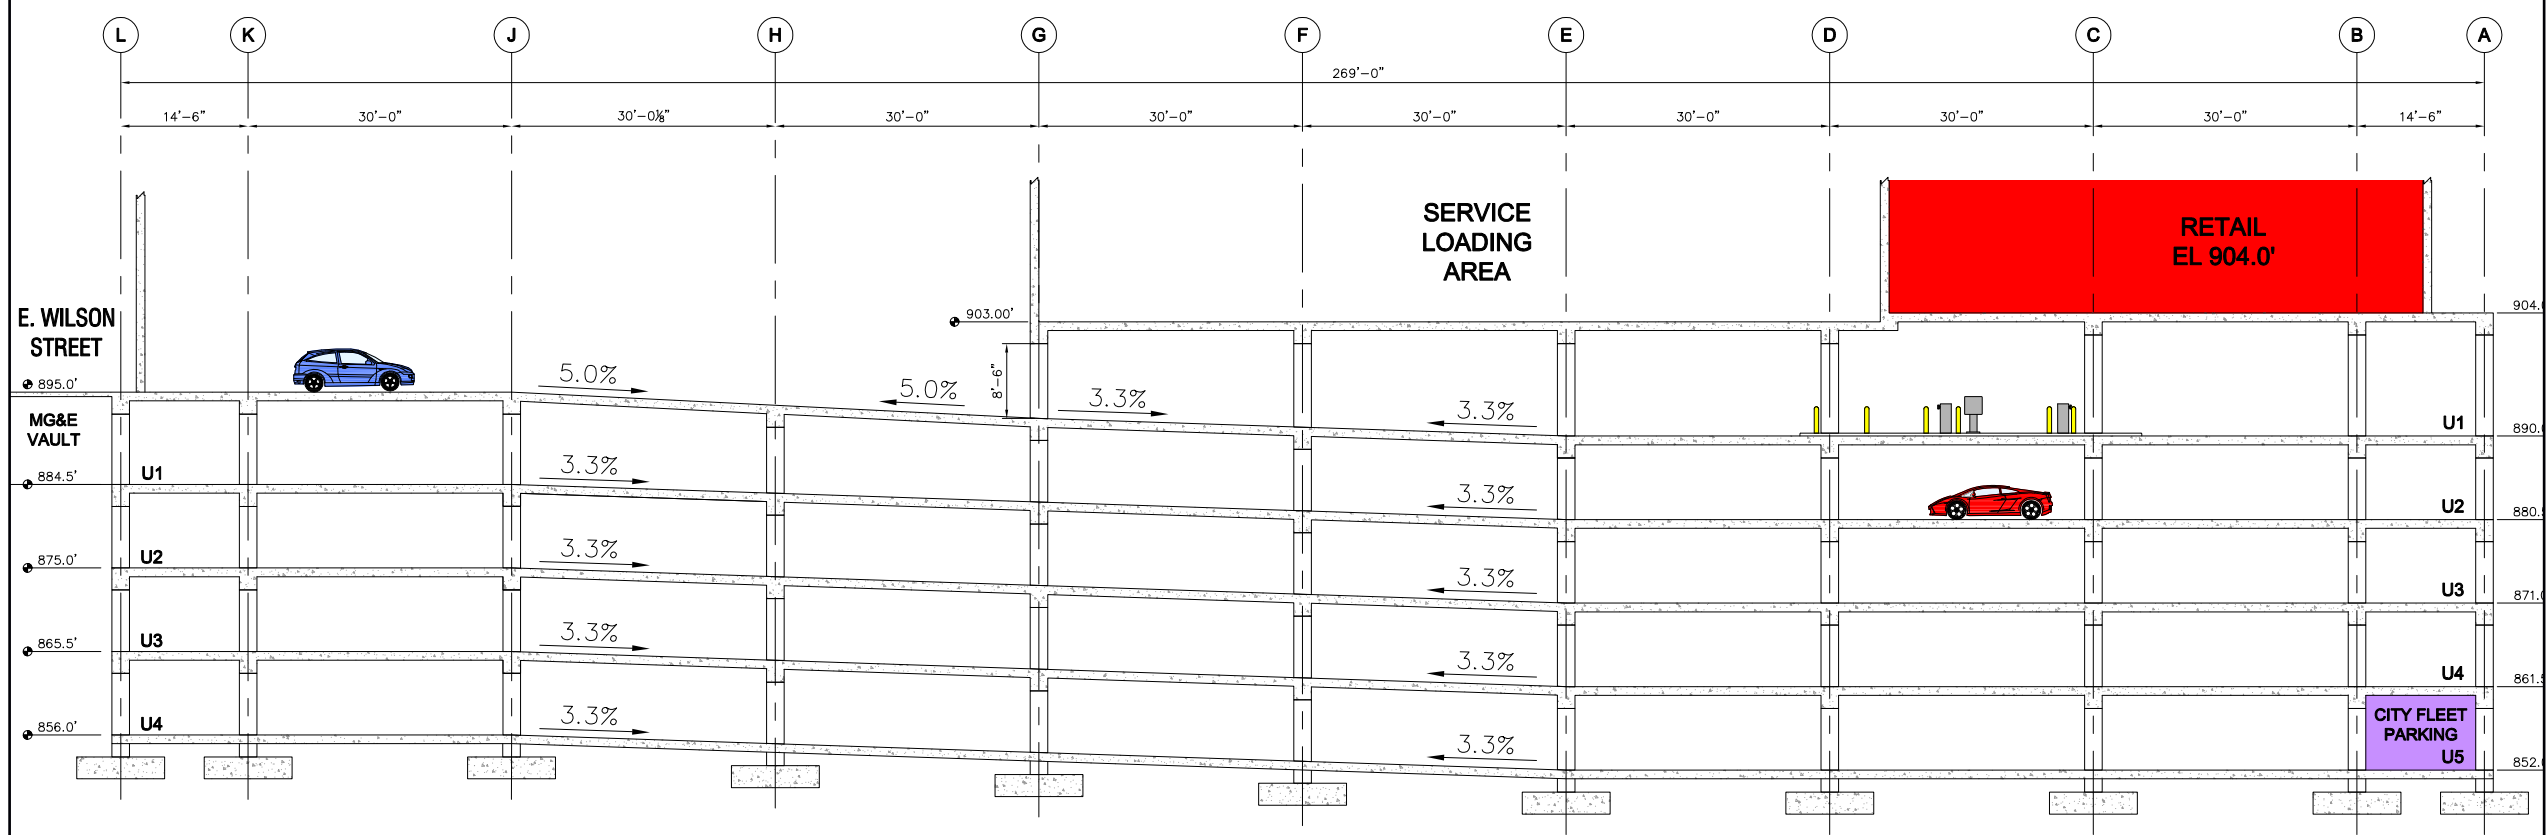 L K J H G F E D C B A
269'-0"
14'-6" 30'-0" 30'-0⅛" 30'-0" 30'-0" 30'-0" 30'-0" 30'-0" 30'-0" 14'-6"
SERVICE
LOADING
AREA
RETAIL
EL 904.0'
E. WILSON
STREET
903.00'
904.
895.0'
5.0%
5.0%
8'-6"
3.3%
3.3%
MG&E
VAULT
U1
890.
884.5'
U1
3.3%
3.3%
U2
880.
875.0'
U2
3.3%
3.3%
U3
871.
865.5'
U3
3.3%
3.3%
U4
861.
856.0'
U4
3.3%
3.3%
CITY FLEET
PARKING
U5
852.